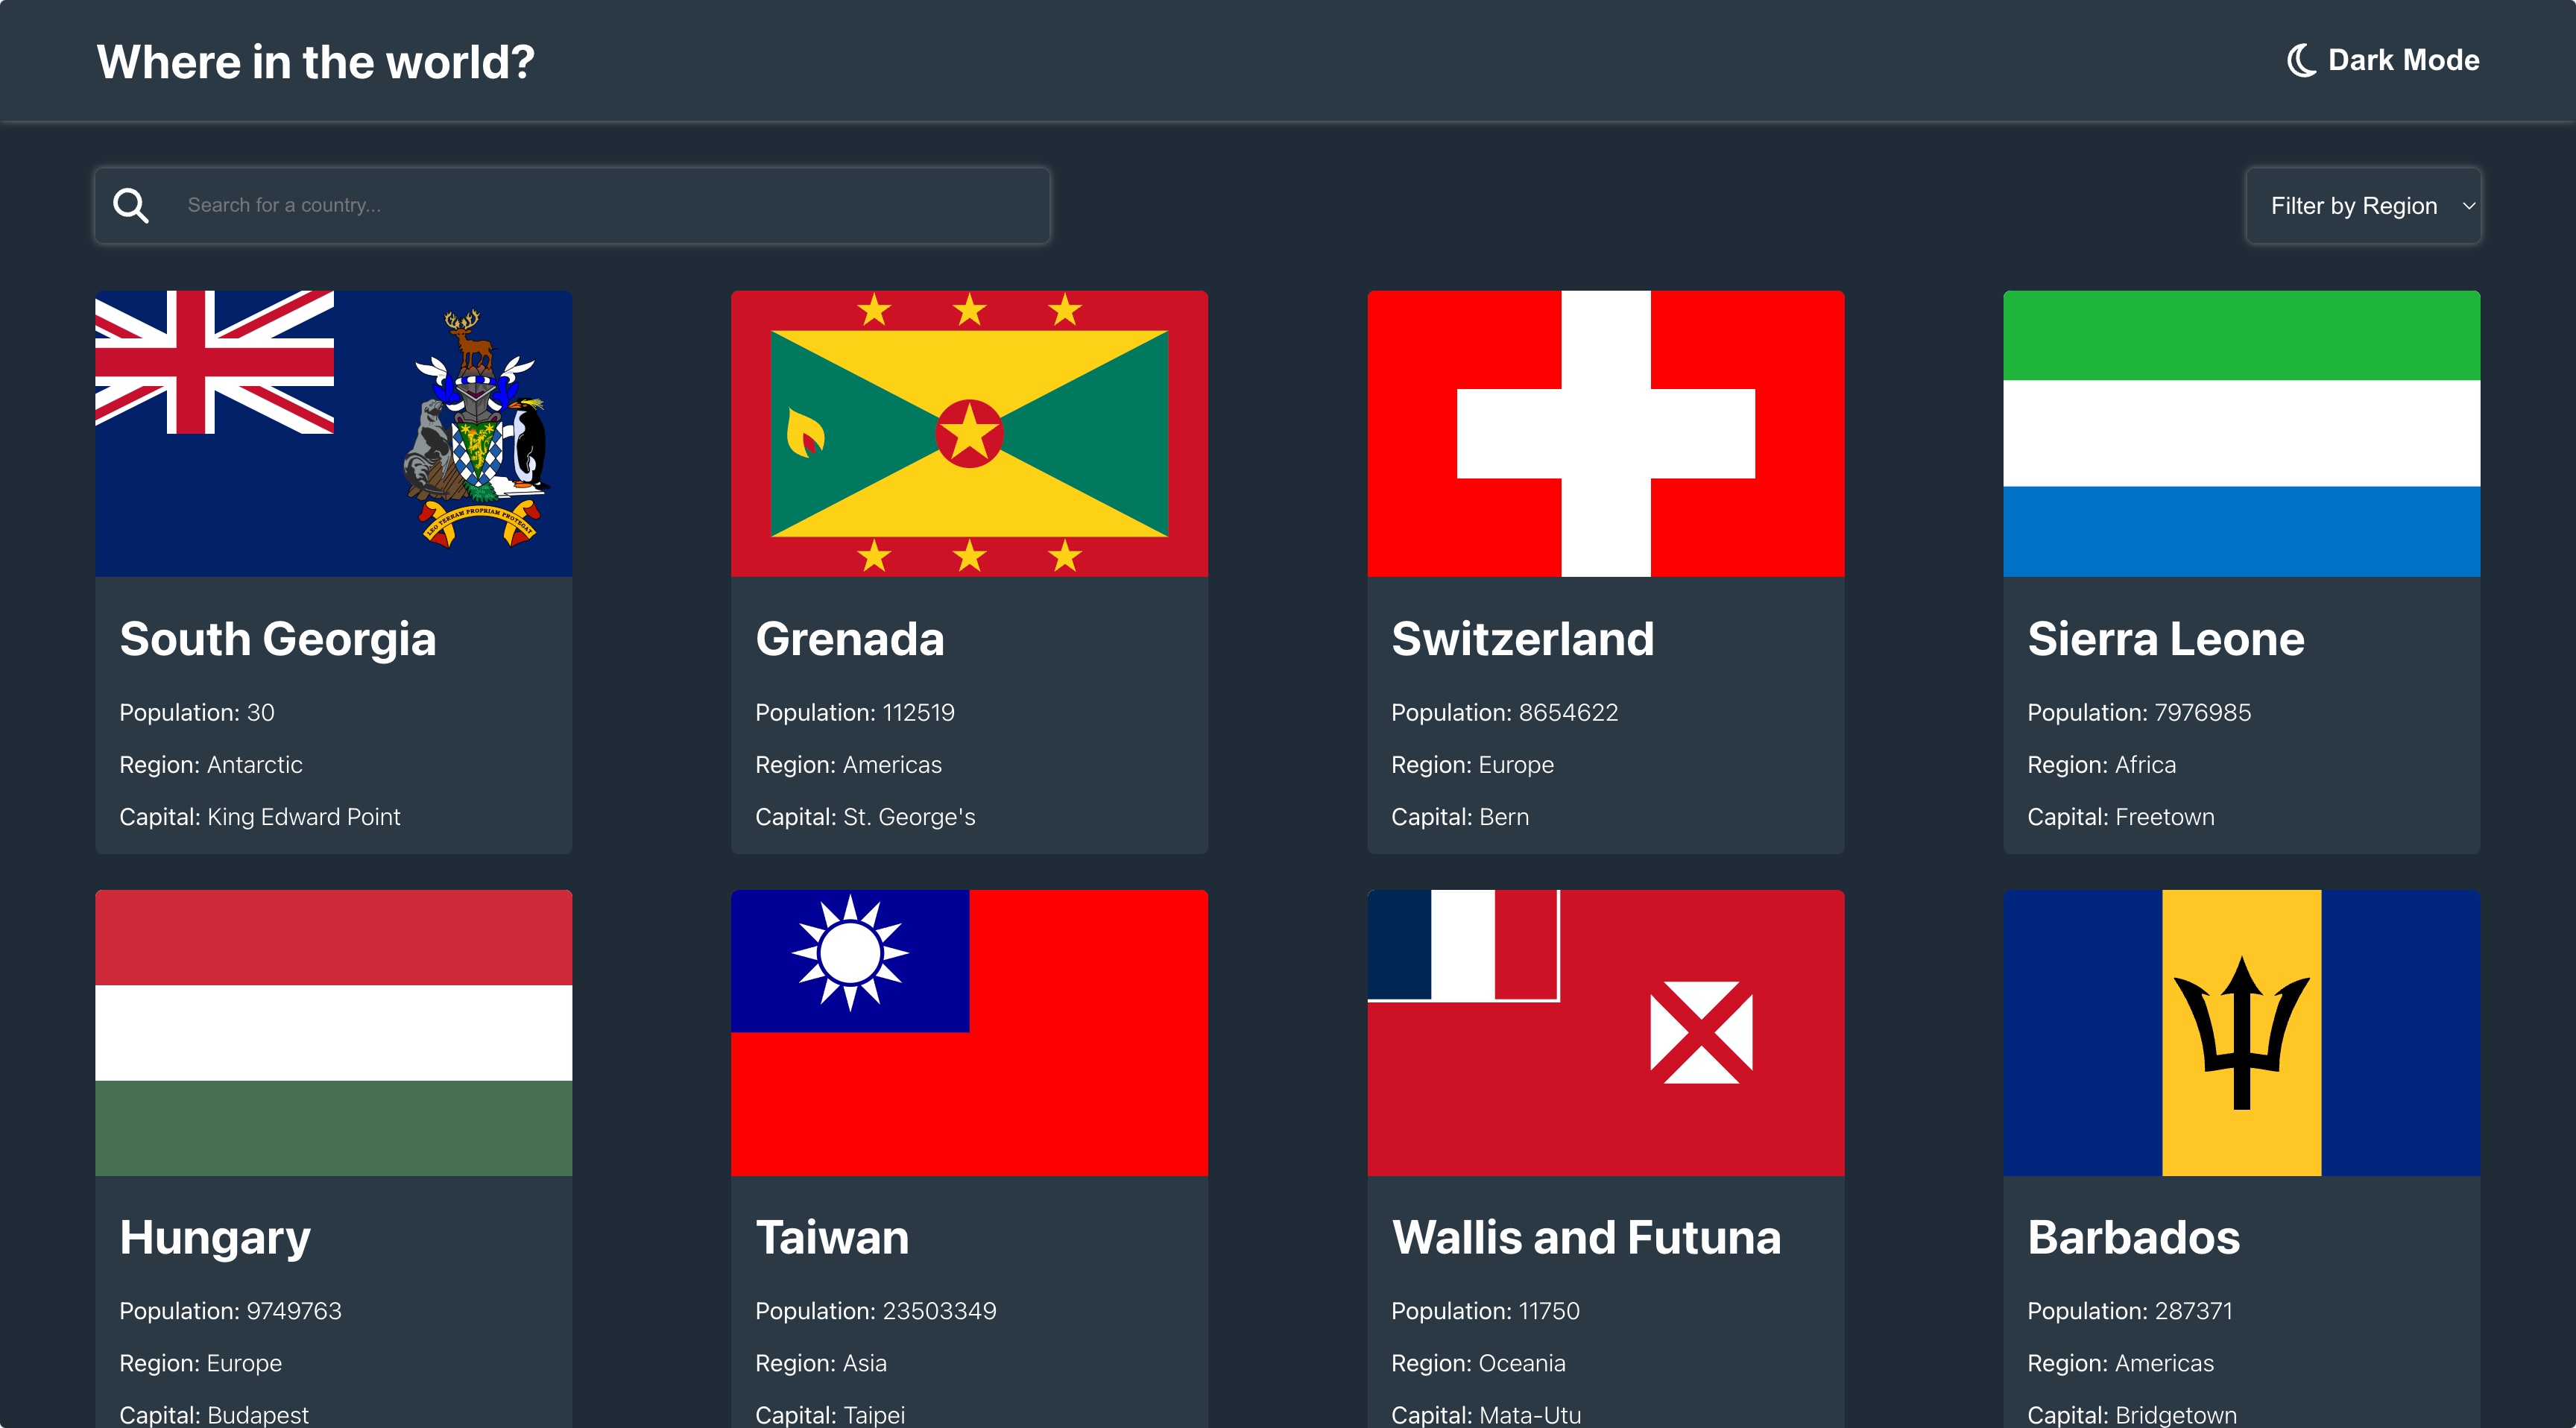 Where in the world?
Dark Mode
Search for a country...
Filter by Region
LEO TERRAM PROPRIAM PROTEGAT
South Georgia
Population: 30
Region: Antarctic
Capital: King Edward Point
Grenada
Population: 112519
Region: Americas
Capital: St. George's
Switzerland
Population: 8654622
Region: Europe
Capital: Bern
Sierra Leone
Population: 7976985
Region: Africa
Capital: Freetown
Hungary
Population: 9749763
Region: Europe
Capital: Budapest
Taiwan
Population: 23503349
Region: Asia
Capital: Taipei
Wallis and Futuna
Population: 11750
Region: Oceania
Capital: Mata-Utu
Barbados
Population: 287371
Region: Americas
Capital: Bridgetown